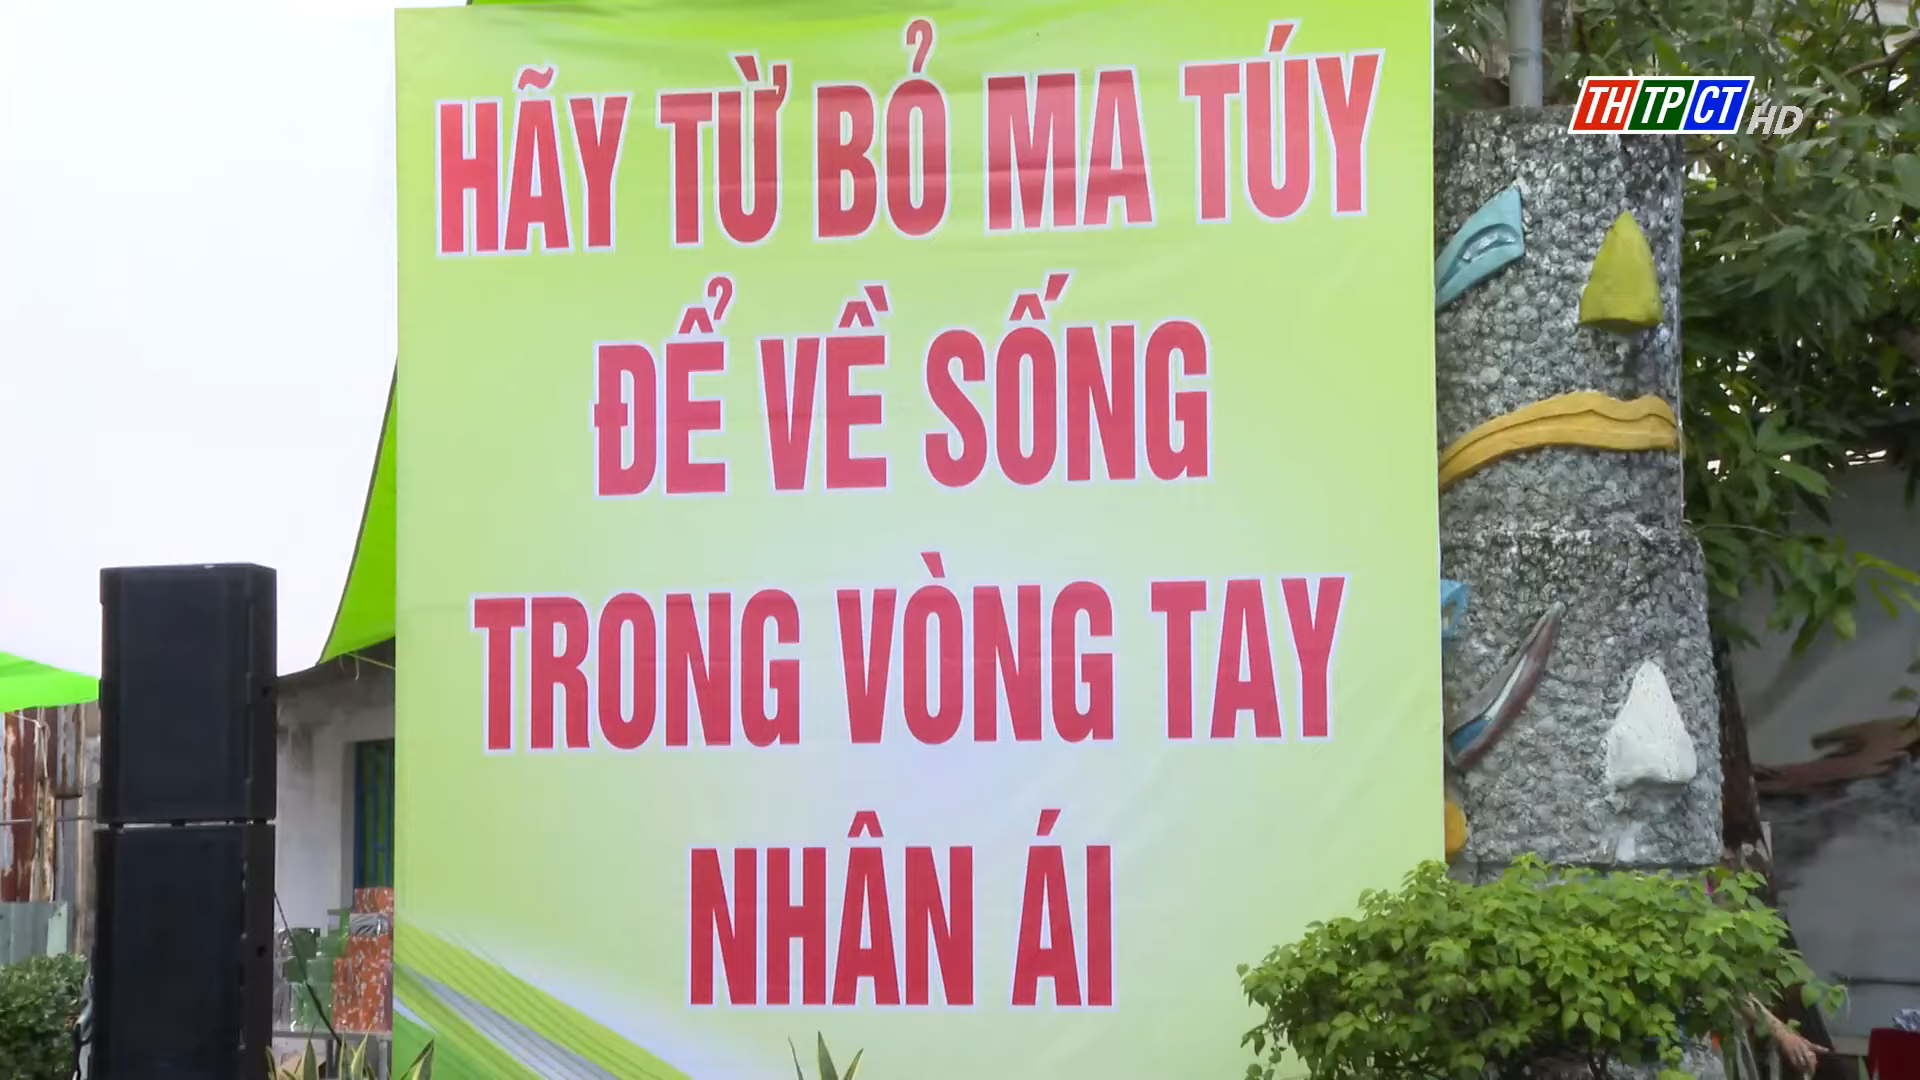 THTPCT HD
HÃY TỪ BỎ MA TÚY
ĐỂ VỀ SỐNG
TRONG VÒNG TAY
NHÂN ÁI